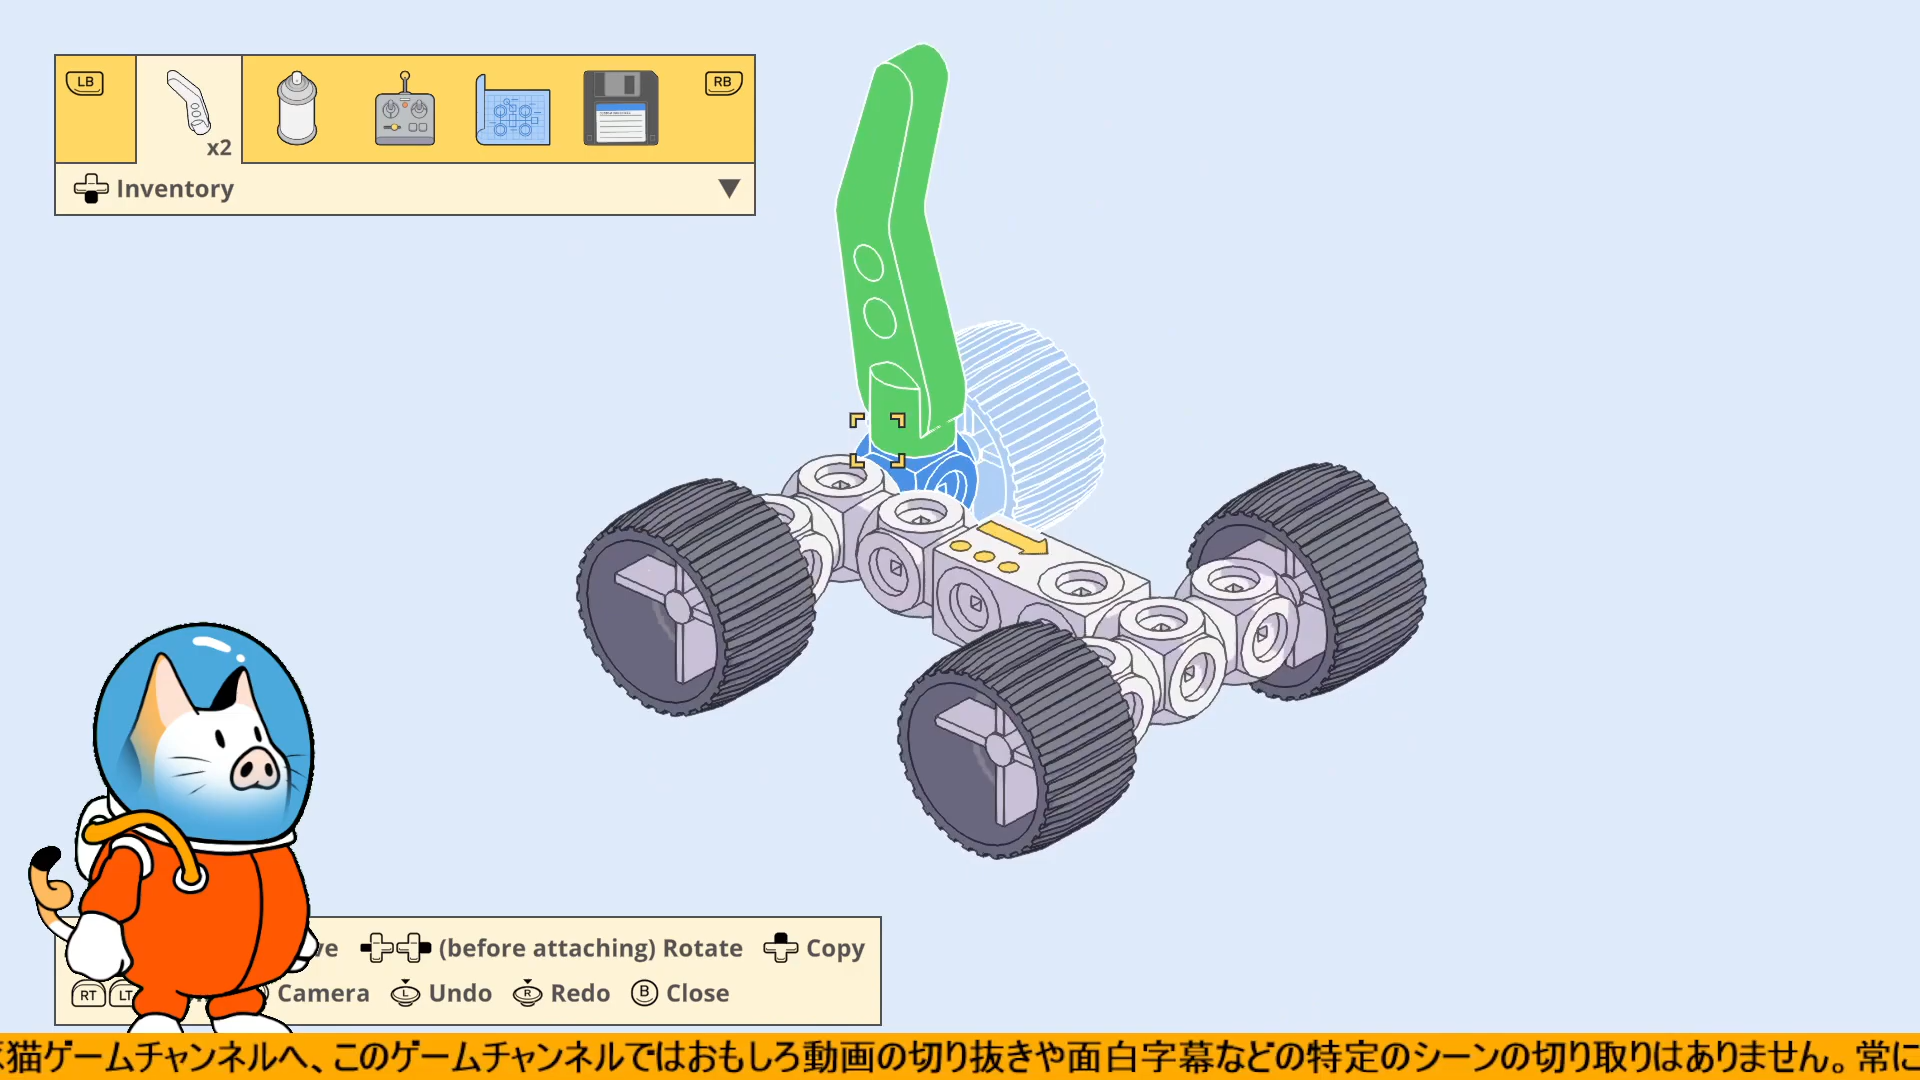 LB
x2
RB
Inventory
ve (before attaching) Rotate Copy
RT LT Camera Undo Redo B Close
猫ゲームチャンネルへ、このゲームチャンネルではおもしろ動画の切り抜きや面白字幕などの特定のシーンの切り取りはありません。常に